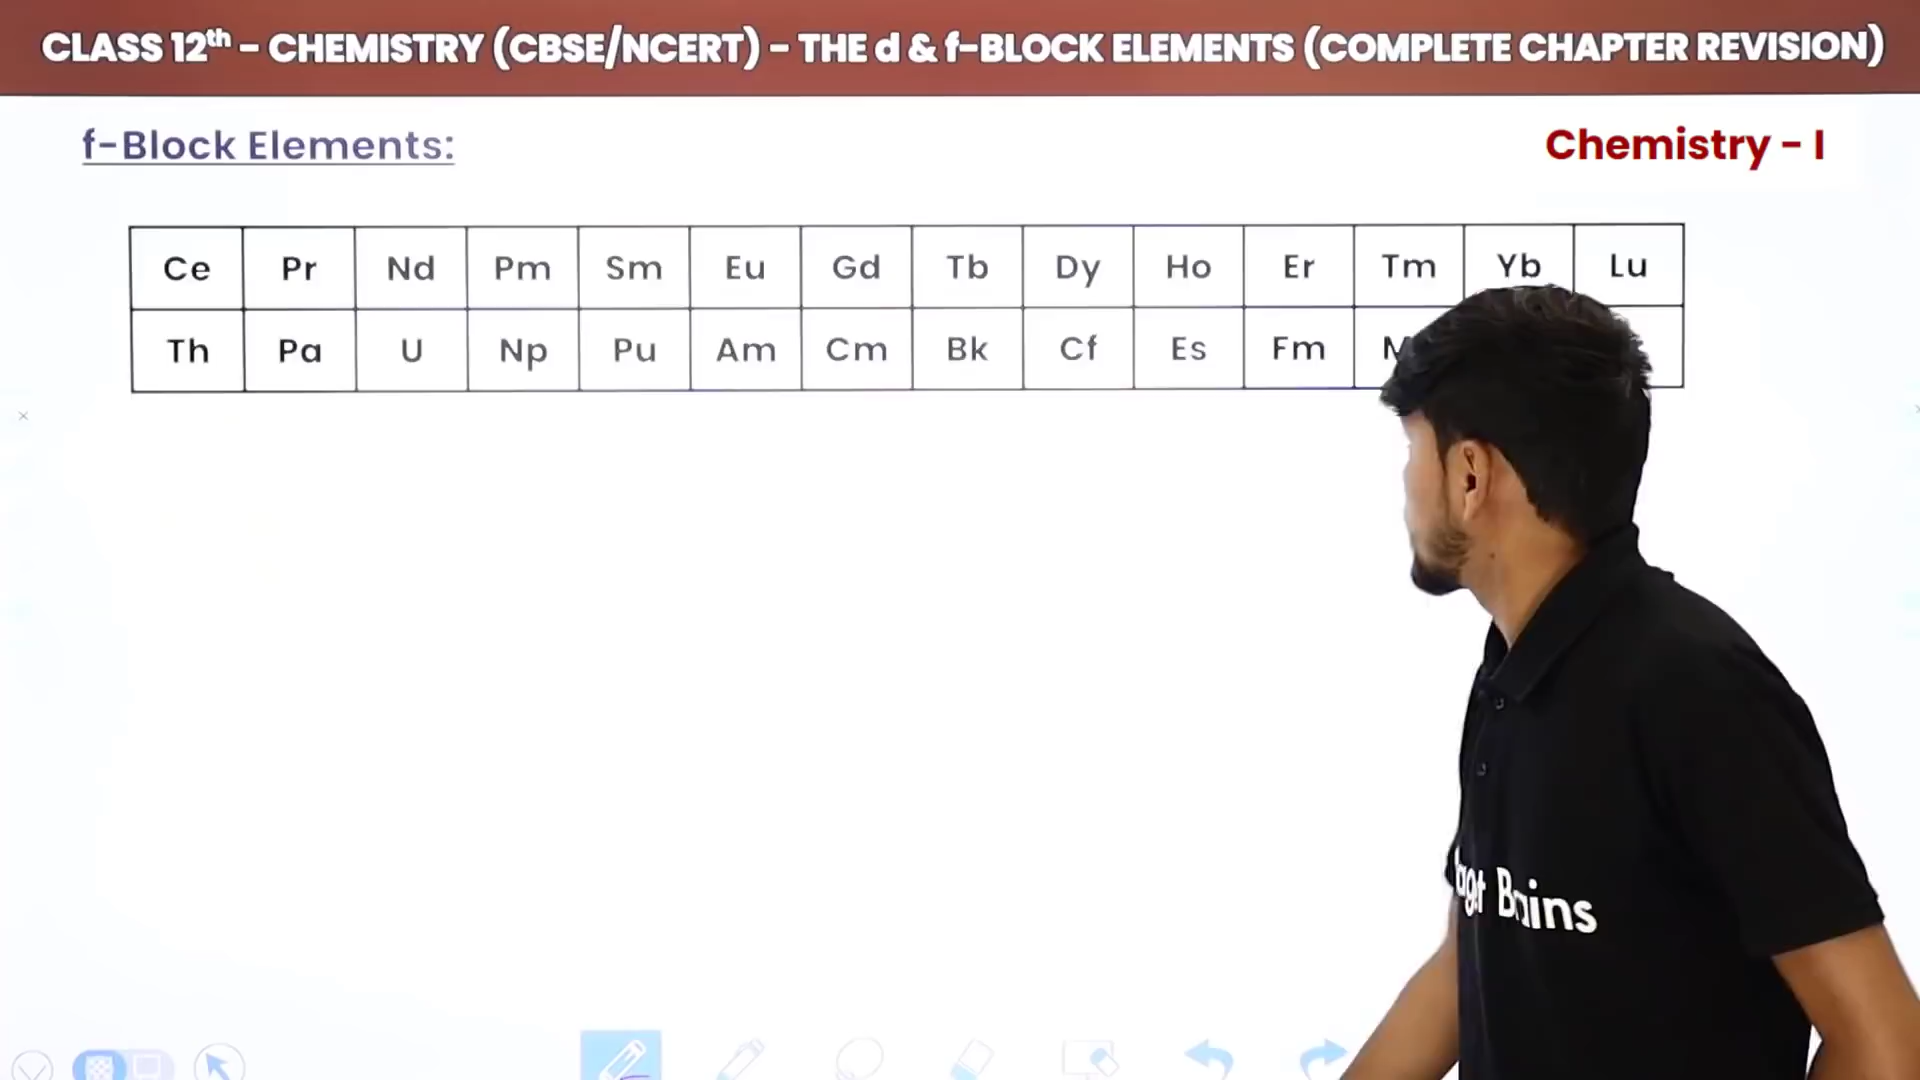 CLASS 12th - CHEMISTRY (CBSE/NCERT) - THE d & f-BLOCK ELEMENTS (COMPLETE CHAPTER REVISION)
f-Block Elements:
Chemistry - I
Ce Pr Nd Pm Sm Eu Gd Tb Dy Ho Er Tm Yb Lu
Th Pa U Np Pu Am Cm Bk Cf Es Fm
Brains